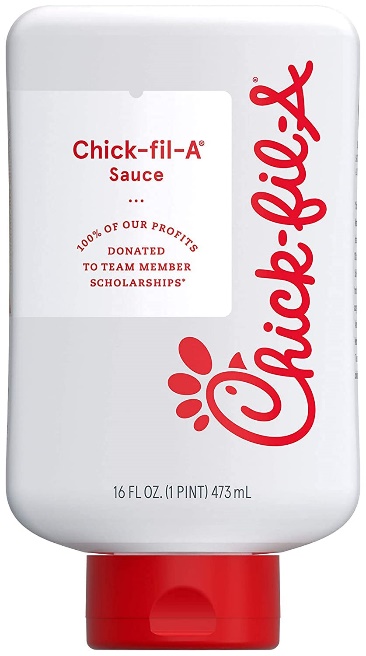 Chick-fil-A®
Sauce
...
100% OF OUR PROFITS
DONATED
TO TEAM MEMBER
SCHOLARSHIPS*
Chick-fil-A®
16 FL OZ. (1 PINT) 473 mL